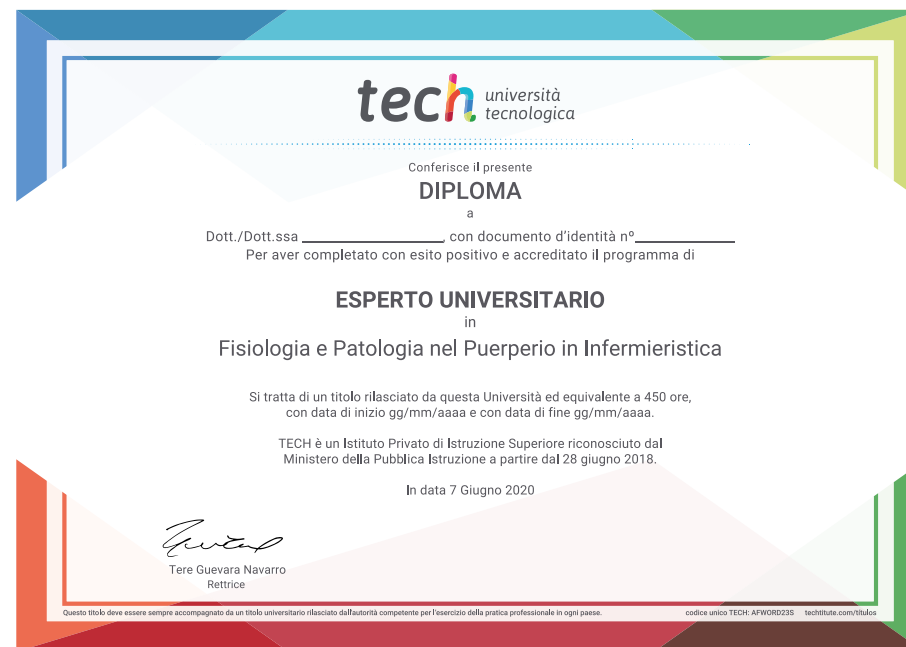 tech università
tecnologica
Conferisce il presente
DIPLOMA
a
Dott./Dott.ssa ____________________, con documento d'identità nº______________
Per aver completato con esito positivo e accreditato il programma di
ESPERTO UNIVERSITARIO
in
Fisiologia e Patologia nel Puerperio in Infermieristica
Si tratta di un titolo rilasciato da questa Università ed equivalente a 450 ore,
con data di inizio gg/mm/aaaa e con data di fine gg/mm/aaaa.
TECH è un Istituto Privato di Istruzione Superiore riconosciuto dal
Ministero della Pubblica Istruzione a partire dal 28 giugno 2018.
In data 7 Giugno 2020
Tere Guevara Navarro
Rettrice
Questo titolo deve essere sempre accompagnato da un titolo universitario rilasciato dall'autorità competente per l'esercizio della pratica professionale in ogni paese. codice unico TECH: AFWORD23S techtitute.com/titulos